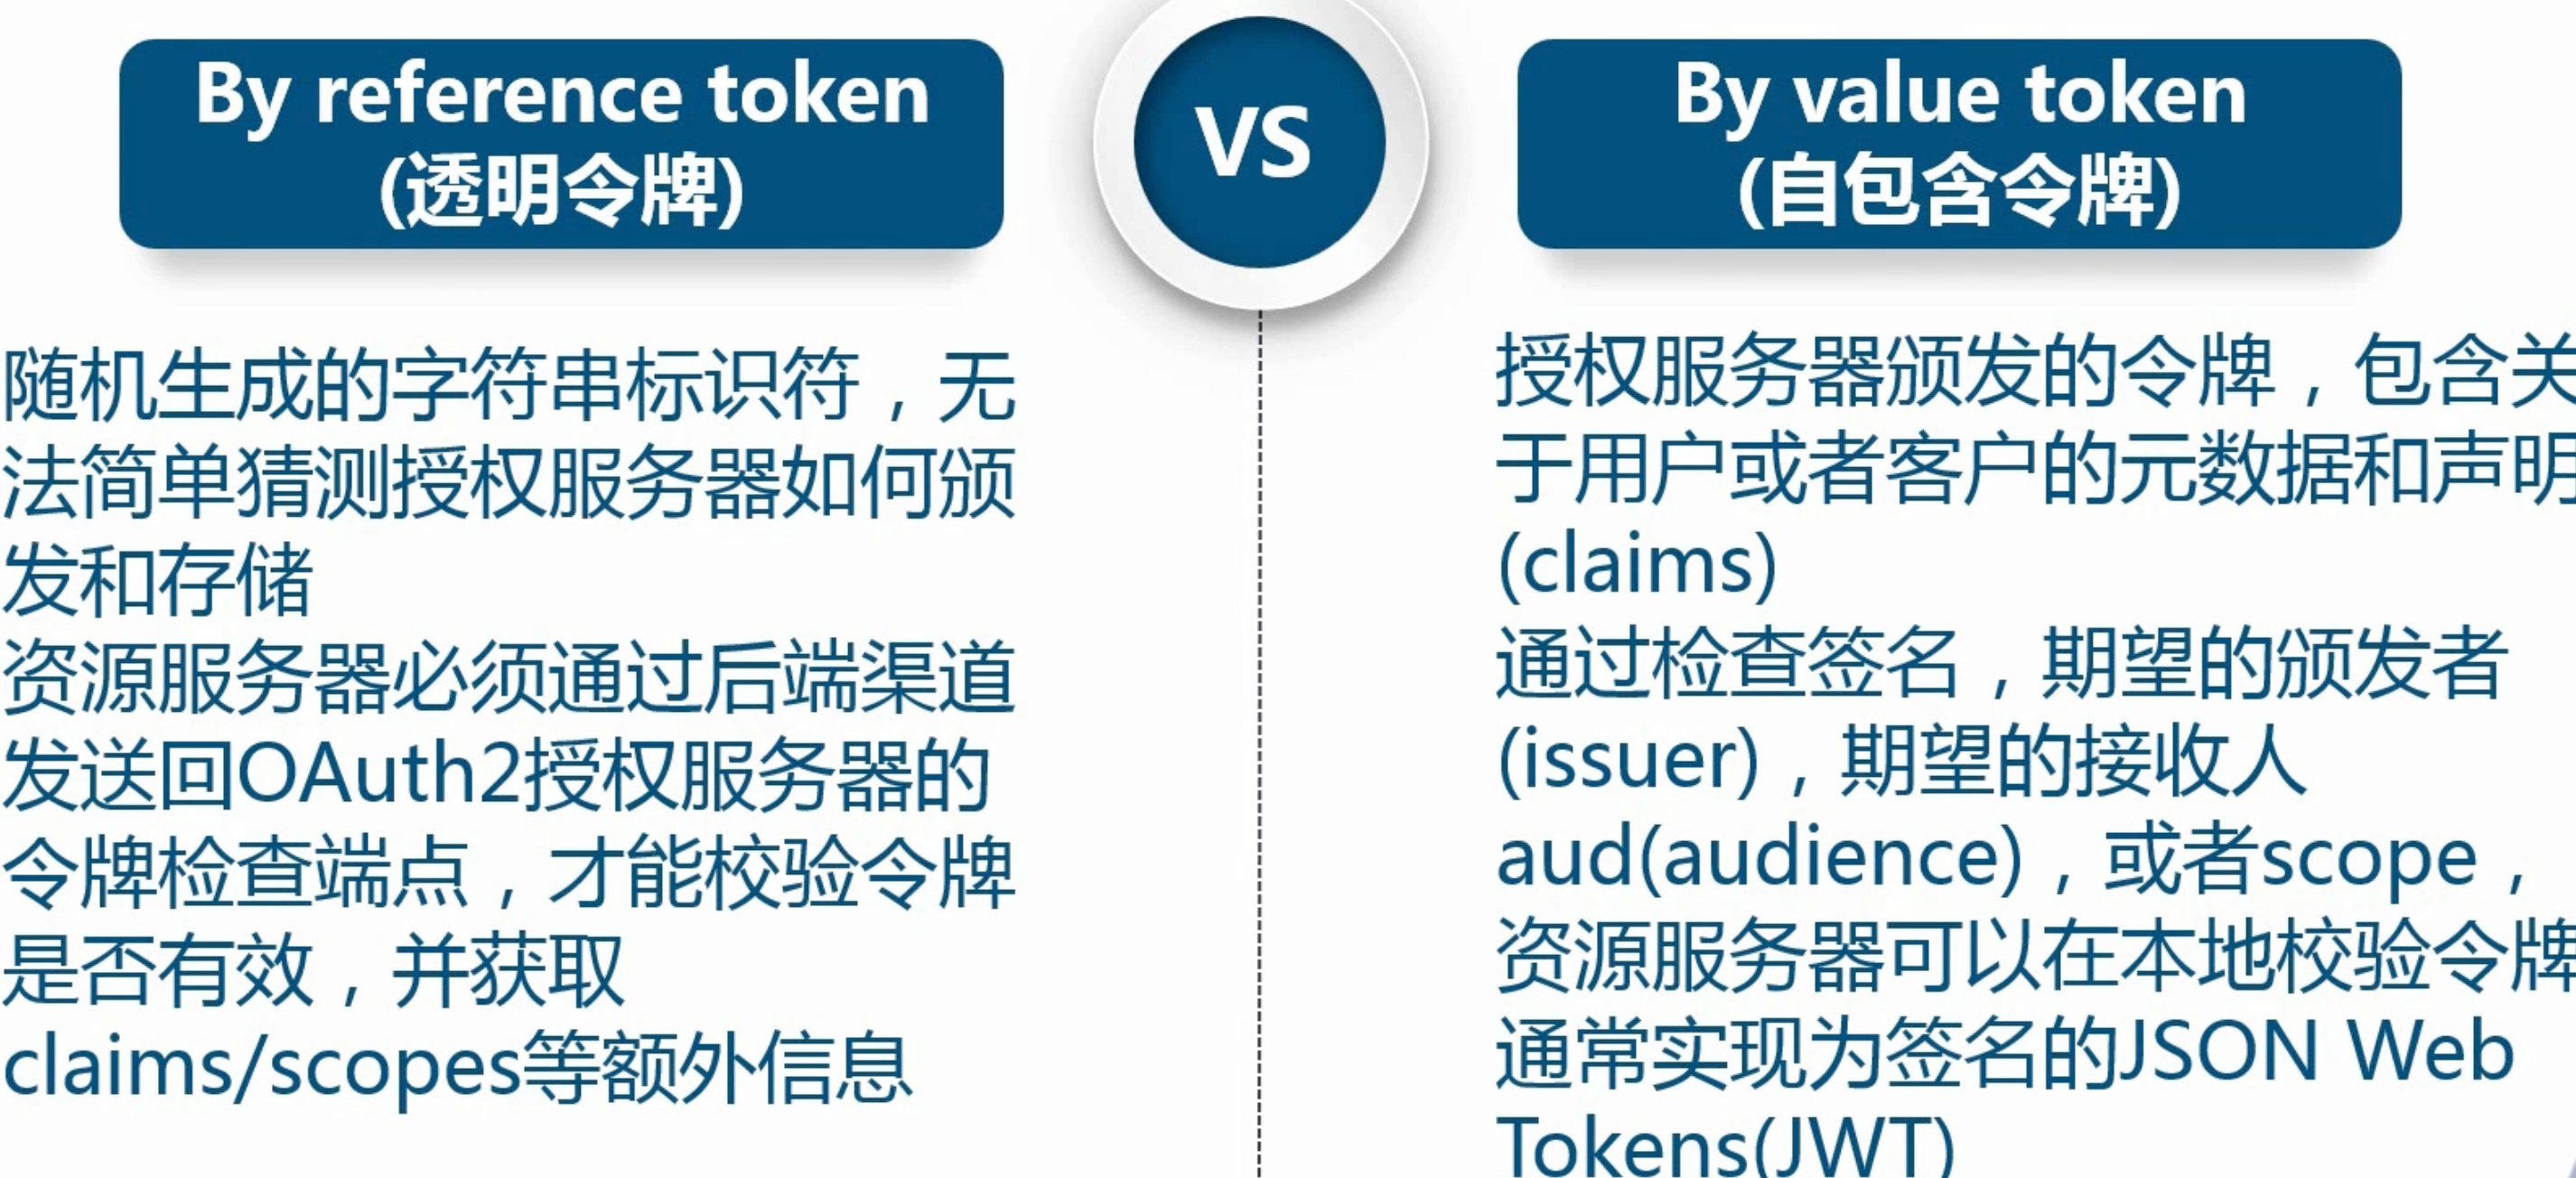 By reference token
(透明令牌)
VS
By value token
(自包含令牌)
随机生成的字符串标识符，无
法简单猜测授权服务器如何颁
发和存储
资源服务器必须通过后端渠道
发送回OAuth2授权服务器的
令牌检查端点，才能校验令牌
是否有效，并获取
claims/scopes等额外信息
授权服务器颁发的令牌，包含关
于用户或者客户的元数据和声明
(claims)
通过检查签名，期望的颁发者
(issuer)，期望的接收人
aud(audience)，或者scope，
资源服务器可以在本地校验令牌
通常实现为签名的JSON Web
Tokens(JWT)